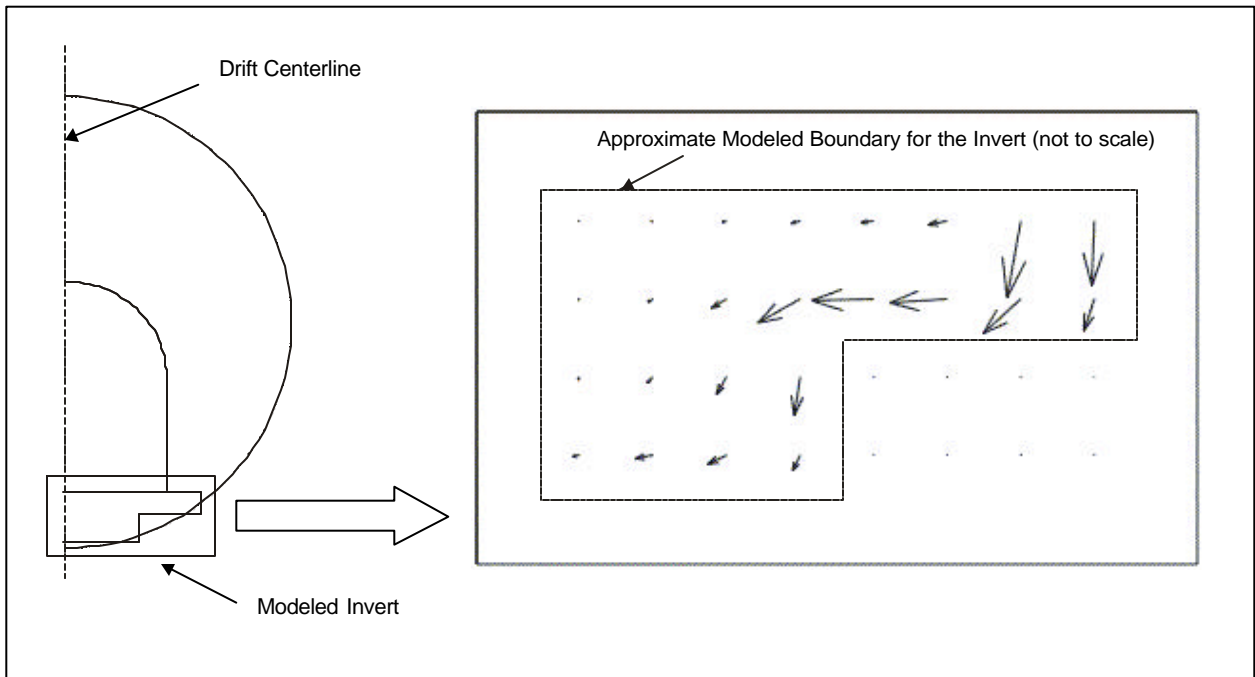 Drift Centerline
Approximate Modeled Boundary for the Invert (not to scale)
Modeled Invert